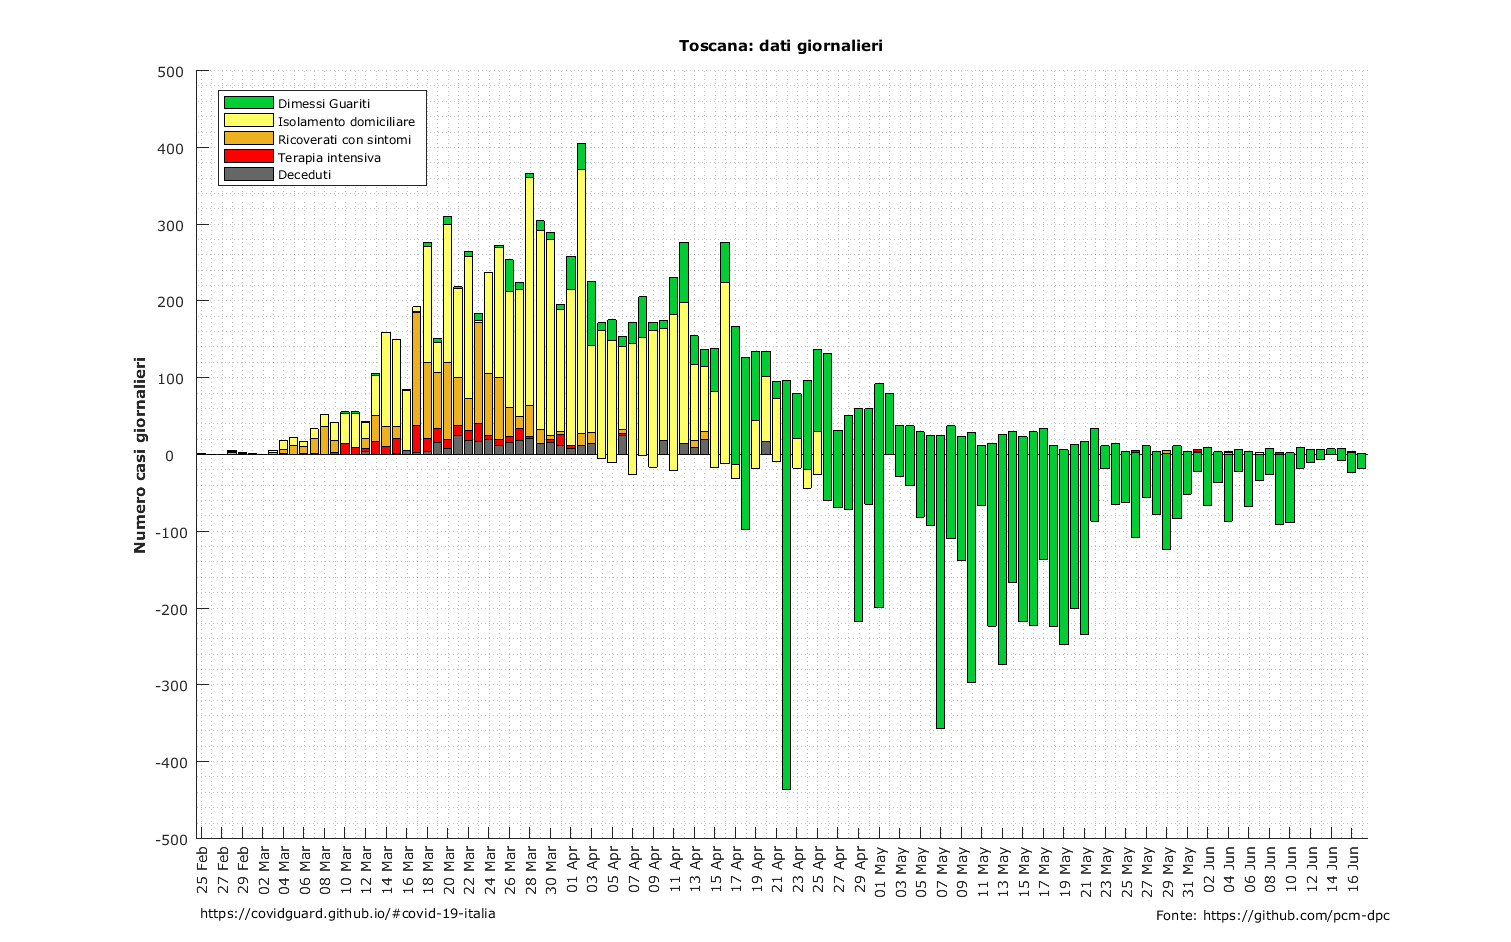 Toscana: dati giornalieri
500
400
300
200
100
0
-100
-200
-300
-400
-500
Numero casi giornalieri
Dimessi Guariti
Isolamento domiciliare
Ricoverati con sintomi
Terapia intensiva
Deceduti
25 Feb
27 Feb
29 Feb
02 Mar
04 Mar
06 Mar
08 Mar
10 Mar
12 Mar
14 Mar
16 Mar
18 Mar
20 Mar
22 Mar
24 Mar
26 Mar
28 Mar
30 Mar
01 Apr
03 Apr
05 Apr
07 Apr
09 Apr
11 Apr
13 Apr
15 Apr
17 Apr
19 Apr
21 Apr
23 Apr
25 Apr
27 Apr
29 Apr
01 May
03 May
05 May
07 May
09 May
11 May
13 May
15 May
17 May
19 May
21 May
23 May
25 May
27 May
29 May
31 May
02 Jun
04 Jun
06 Jun
08 Jun
10 Jun
12 Jun
14 Jun
16 Jun
https://covidguard.github.io/#covid-19-italia
Fonte: https://github.com/pcm-dpc